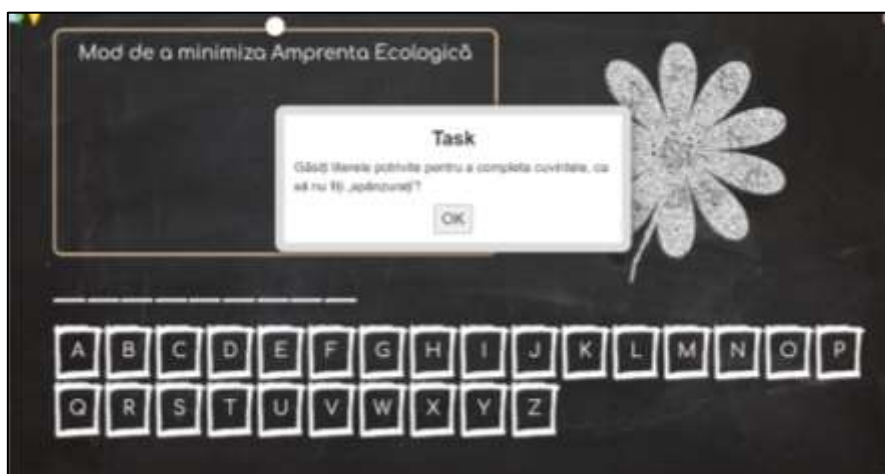 Mod de a minimiza Amprenta Ecologică
Task
Găsiți literele potrivite pentru a completa cuvintele, ca
să nu fiți „spânzurați”?
OK
A B C D E F G H I J K L M N O P
Q R S T U V W X Y Z